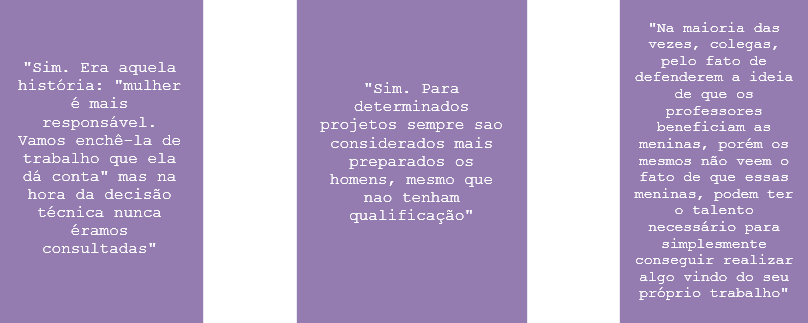 "Sim. Era aquela
história: "mulher
é mais
responsável.
Vamos enchê-la de
trabalho que ela
dá conta" mas na
hora da decisão
técnica nunca
éramos
consultadas"
"Sim. Para
determinados
projetos sempre sao
considerados mais
preparados os
homens, mesmo que
nao tenham
qualificação"
"Na maioria das
vezes, colegas,
pelo fato de
defenderem a ideia
de que os
professores
beneficiam as
meninas, porém os
mesmos não veem o
fato de que essas
meninas, podem ter
o talento
necessário para
simplesmente
conseguir realizar
algo vindo do seu
próprio trabalho"